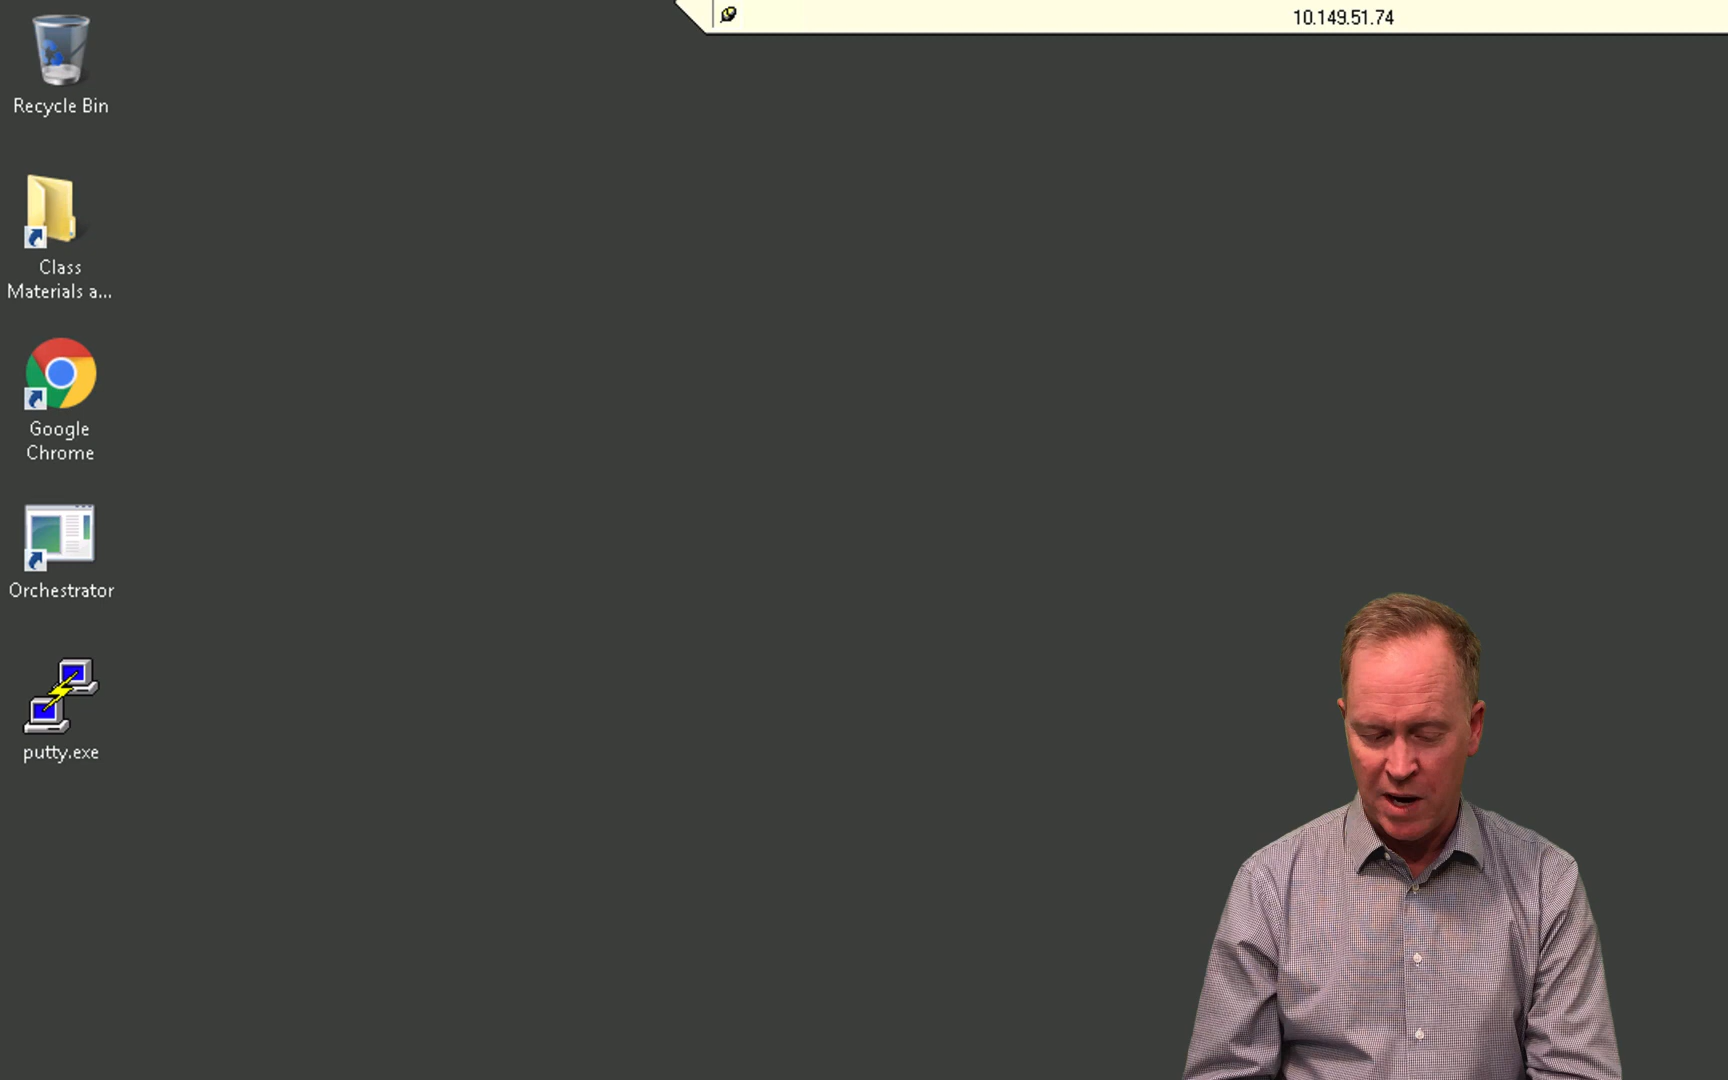 10.149.51.74
Recycle Bin
Class
Materials a...
Google
Chrome
Orchestrator
putty.exe